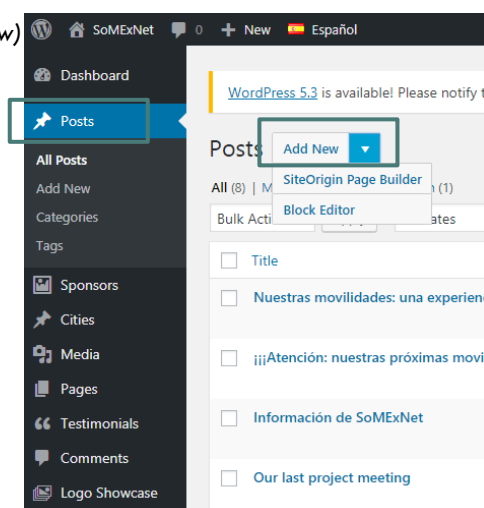 w)
SoMExNet 0 + New Español
Dashboard
WordPress 5.3 is available! Please notify t
Posts
Posts Add New
All Posts
SiteOrigin Page Builder
All (8) | M (1)
Add New
Block Editor
Categories
Bulk Acti ates
Tags
Title
Sponsors
Nuestras movilidades: una experien
Cities
Media
¡¡¡Atención: nuestras próximas movi
Pages
Testimonials
Información de SoMExNet
Comments
Our last project meeting
Logo Showcase